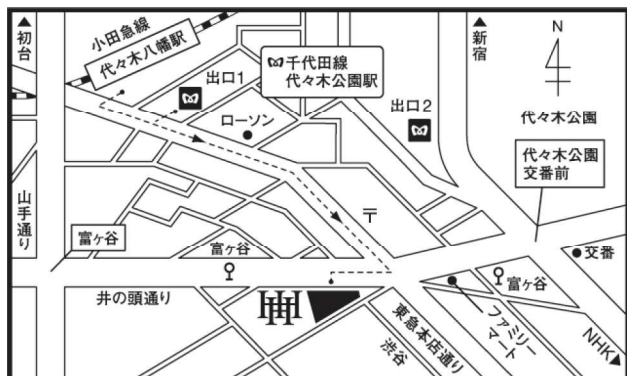 ▲初台
小田急線
代々木八幡駅
出口1
千代田線
代々木公園駅
ローソン
出口2
▲新宿
N
代々木公園
代々木公園
交番前
山手通り
富ヶ谷
富ヶ谷
〒
交番
富ヶ谷
井の頭通り
HH
ファミリー
マート
東急本店通り
渋谷
NHK▶